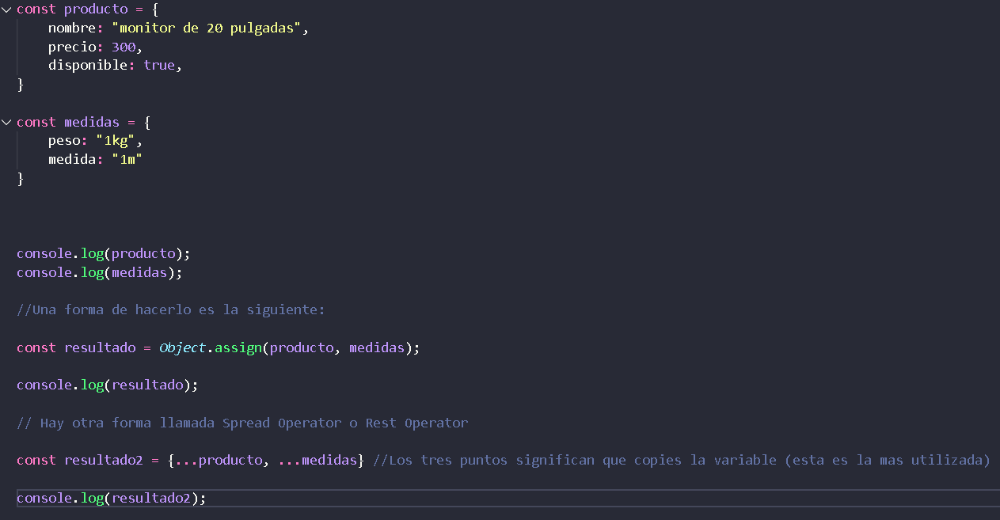 const producto = {
    nombre: "monitor de 20 pulgadas",
    precio: 300,
    disponible: true,
}
const medidas = {
    peso: "1kg",
    medida: "1m"
}
console.log(producto);
console.log(medidas);
//Una forma de hacerlo es la siguiente:
const resultado = Object.assign(producto, medidas);
console.log(resultado);
// Hay otra forma llamada Spread Operator o Rest Operator
const resultado2 = {...producto, ...medidas} //Los tres puntos significan que copies la variable (esta es la mas utilizada)
console.log(resultado2);